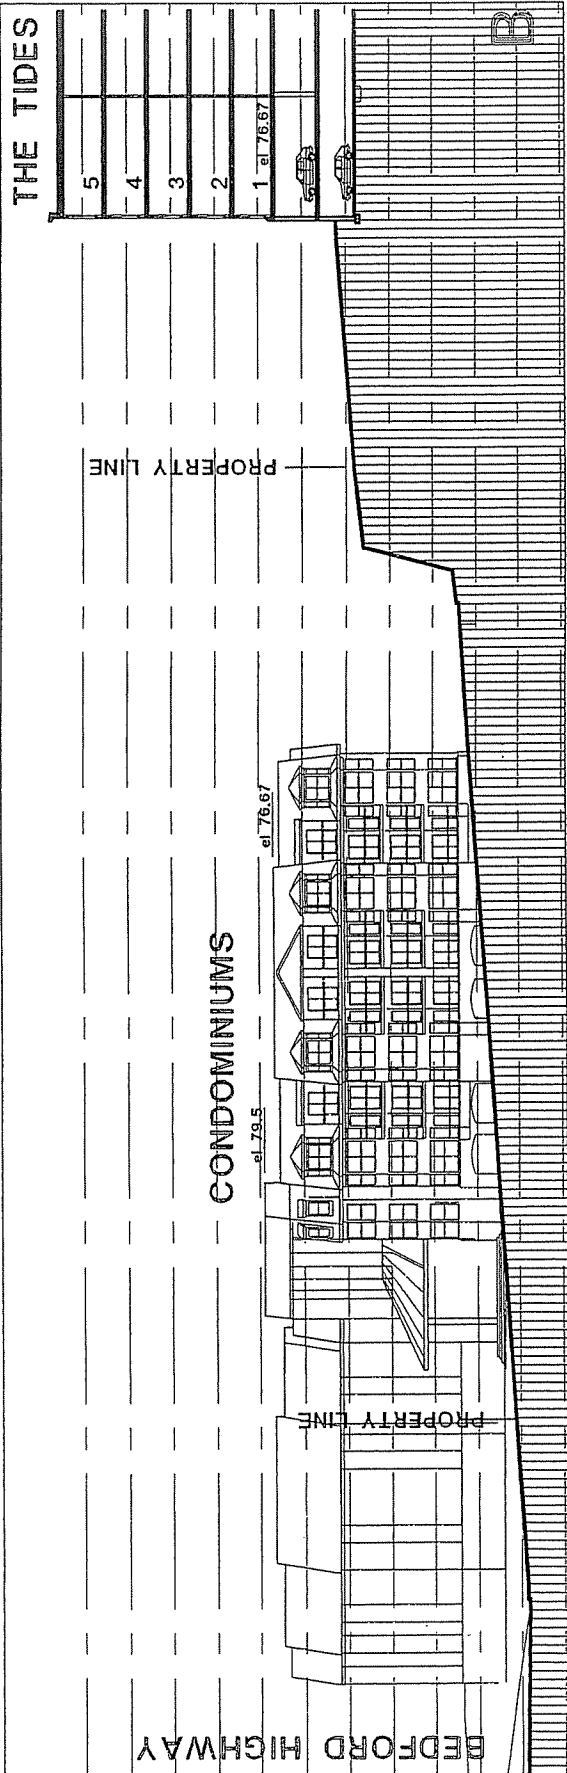 THE TIDES
5
4
3
2
1
el 76.67
B
PROPERTY LINE
el 76.67
CONDOMINIUMS
el 79.5
PROPERTY LINE
BEDFORD HIGHWAY